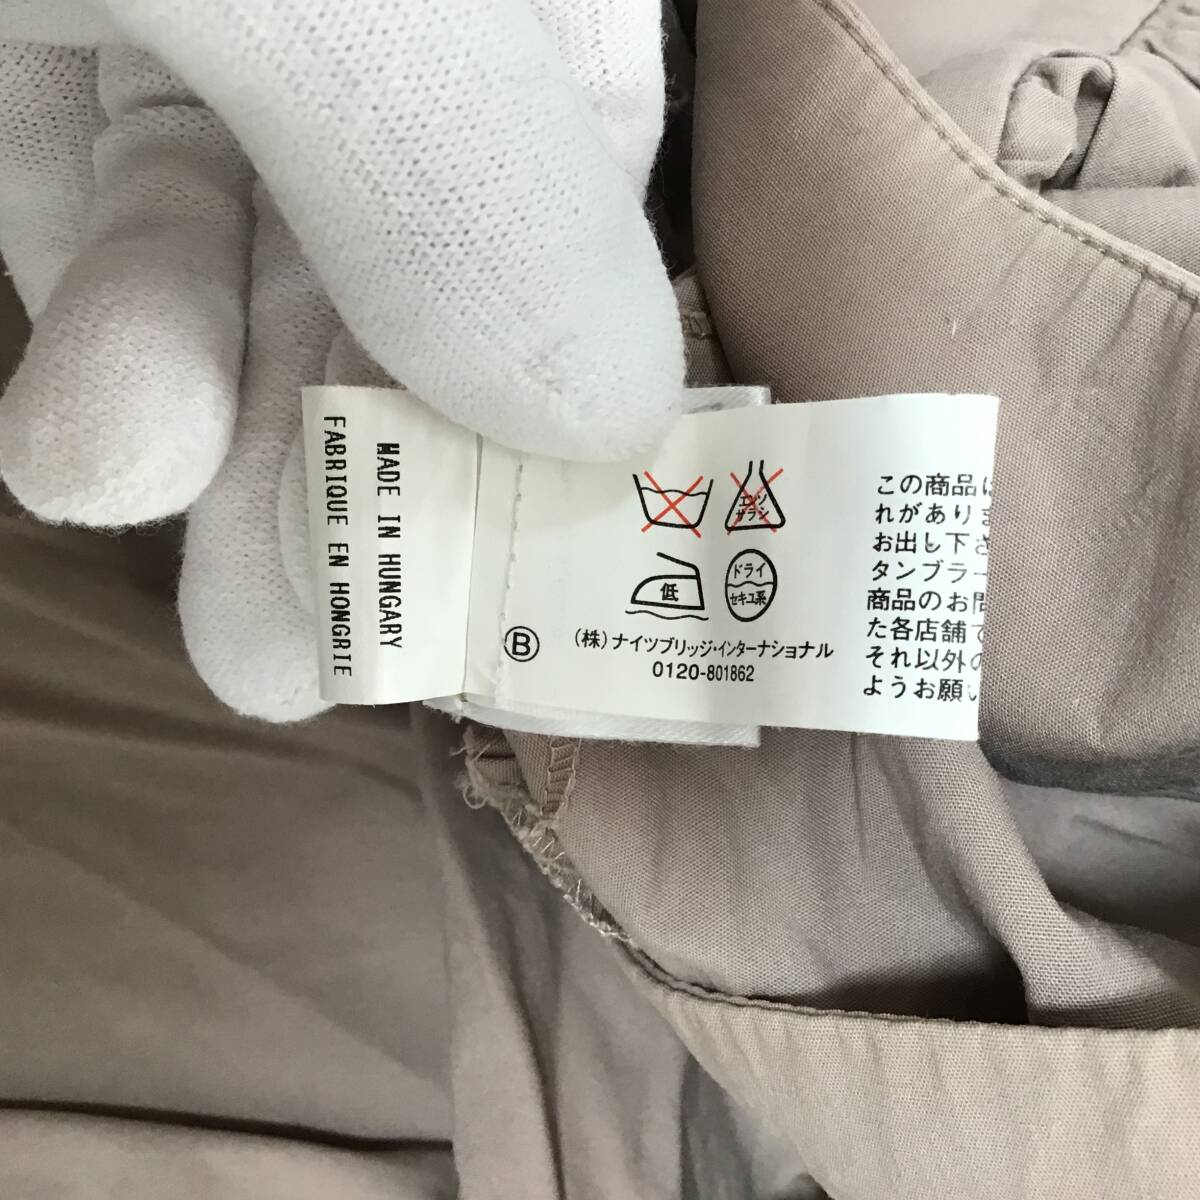 MADE IN HUNGARY
FABRIQUE EN HONGRIE
エンソ
サラシ
低
ドライ
セキユ系
B
(株)ナイツブリッジ・インターナショナル
0120-801862
この商品は
れがありま
お出し下さ
タンブラー
商品のお問
た各店舗で
それ以外の
ようお願い